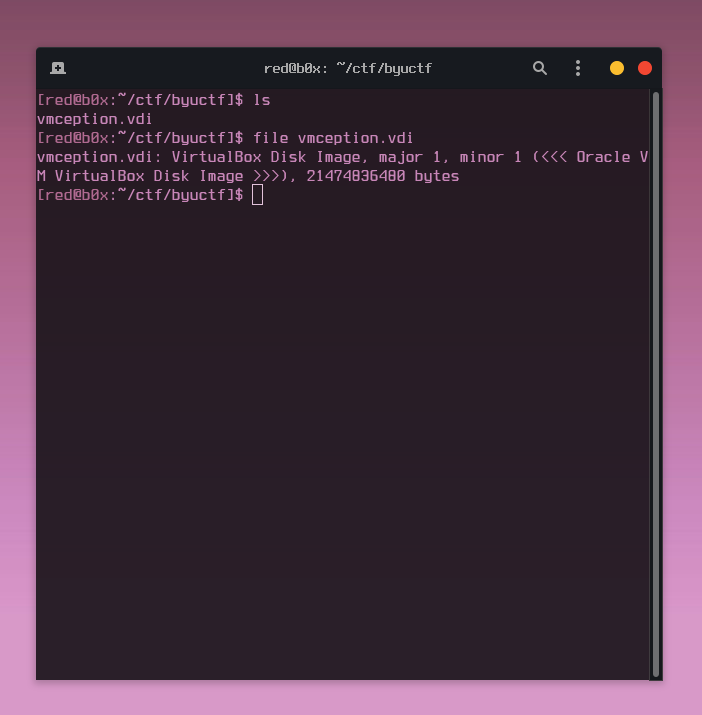 red@b0x: ~/ctf/byuctf
[red@b0x:~/ctf/byuctf]$ ls
vmception.vdi
[red@b0x:~/ctf/byuctf]$ file vmception.vdi
vmception.vdi: VirtualBox Disk Image, major 1, minor 1 (<<< Oracle V
M VirtualBox Disk Image >>>), 21474836480 bytes
[red@b0x:~/ctf/byuctf]$